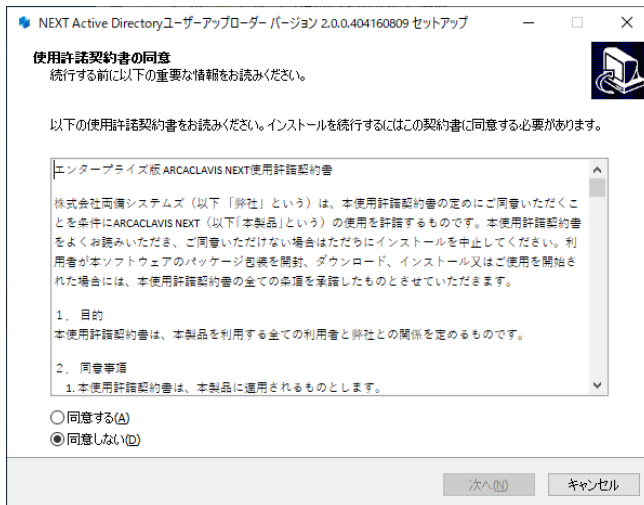 NEXT Active Directoryユーザーアップローダー バージョン 2.0.0.404160809 セットアップ
使用許諾契約書の同意
続行する前に以下の重要な情報をお読みください。
以下の使用許諾契約書をお読みください。インストールを続行するにはこの契約書に同意する必要があります。
エンタープライズ版 ARCACLAVIS NEXT使用許諾契約書
株式会社両備システムズ（以下 「弊社」という）は、本使用許諾契約書の定めにご同意いただくこ
とを条件にARCACLAVIS NEXT（以下「本製品」という）の使用を許諾するものです。本使用許諾契約書
をよくお読みいただき、ご同意いただけない場合はただちにインストールを中止してください。利
用者が本ソフトウェアのパッケージ包装を開封、ダウンロード、インストール又はご使用を開始さ
れた場合には、本使用許諾契約書の全ての条項を承諾したものとさせていただきます。
１． 目的
本使用許諾契約書は、本製品を利用する全ての利用者と弊社との関係を定めるものです。
２． 同意事項
1. 本使用許諾契約書は、本製品に適用されるものとします。
同意する(A)
同意しない(D)
次へ(N)
キャンセル